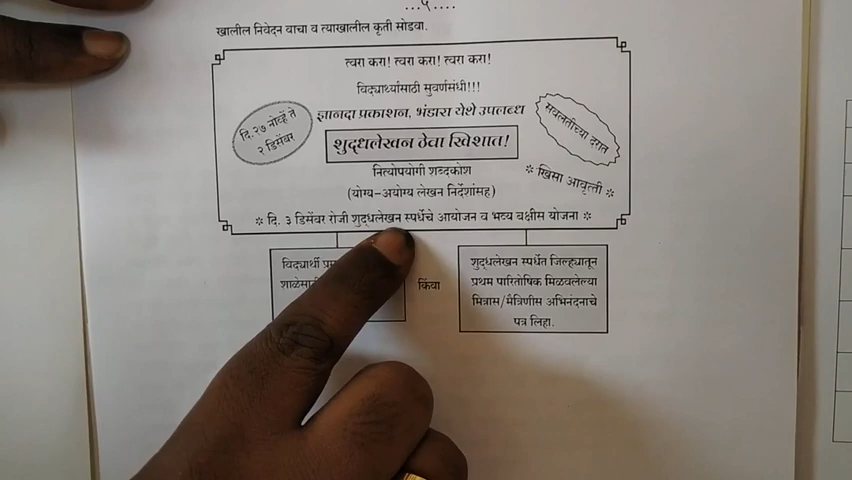 ...५....
खालील निवेदन वाचा व त्याखालील कृती सोडवा.
त्वरा करा! त्वरा करा! त्वरा करा!
विद्यार्थ्यांसाठी सुवर्णसंधी!!!
दि. २७ नोव्हें ते
२ डिसेंबर
ज्ञानदा प्रकाशन, भंडारा येथे उपलब्ध
सवलतीच्या दरात
शुद्धलेखन ठेवा खिशात!
नित्योपयोगी शब्दकोश
* खिसा आवृत्ती *
(योग्य-अयोग्य लेखन निर्देशांसह)
* दि. ३ डिसेंबर रोजी शुद्धलेखन स्पर्धेचे आयोजन व भव्य बक्षीस योजना *
विद्यार्थी
किंवा
शुद्धलेखन स्पर्धेत जिल्ह्यातून
प्रथम पारितोषिक मिळवलेल्या
मित्रास/मैत्रिणीस अभिनंदनाचे
पत्र लिहा.